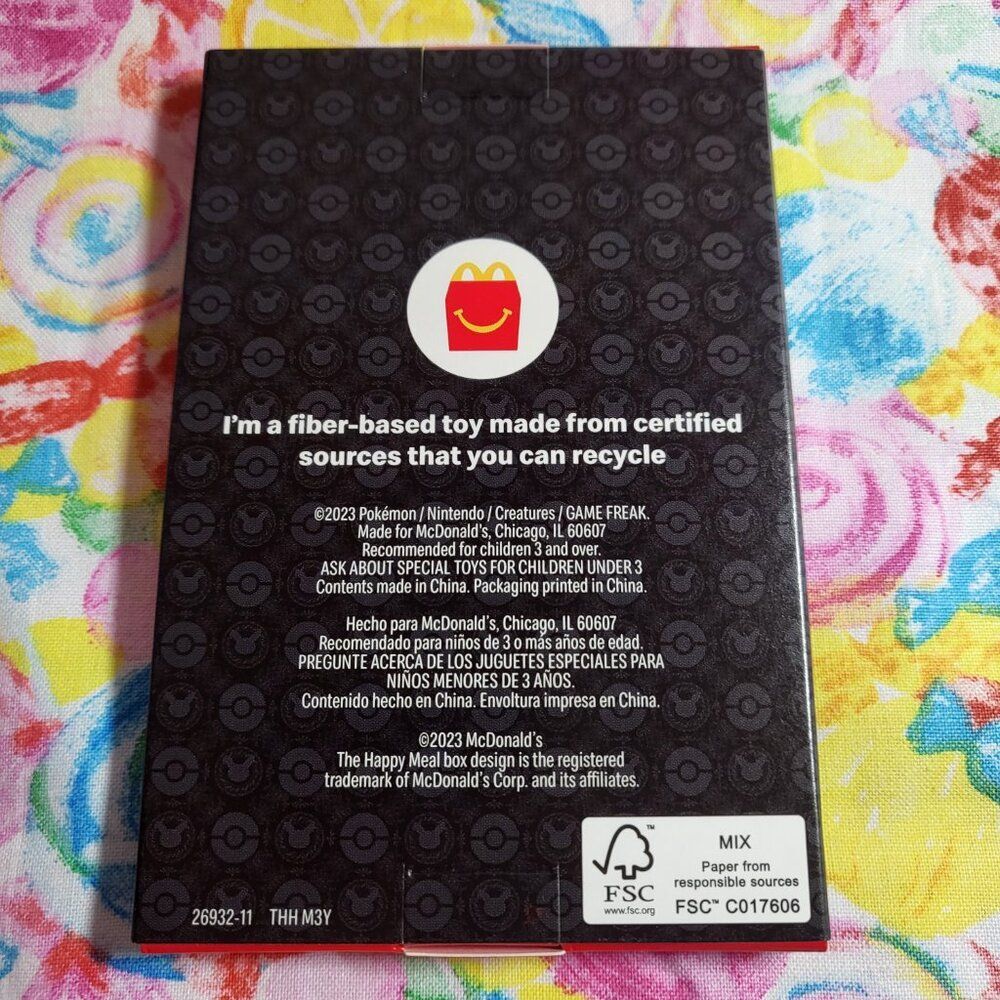 I'm a fiber-based toy made from certified
sources that you can recycle
©2023 Pokémon / Nintendo / Creatures / GAME FREAK.
Made for McDonald's, Chicago, IL 60607
Recommended for children 3 and over.
ASK ABOUT SPECIAL TOYS FOR CHILDREN UNDER 3
Contents made in China. Packaging printed in China.
Hecho para McDonald's, Chicago, IL 60607
Recomendado para niños de 3 o más años de edad.
PREGUNTE ACERCA DE LOS JUGUETES ESPECIALES PARA
NIÑOS MENORES DE 3 AÑOS.
Contenido hecho en China. Envoltura impresa en China.
©2023 McDonald's
The Happy Meal box design is the registered
trademark of McDonald's Corp. and its affiliates.
26932-11 THH M3Y
™
FSC
www.fsc.org
MIX
Paper from
responsible sources
FSC™ C017606